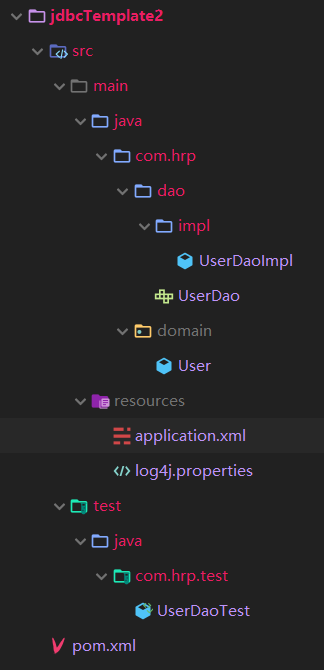 jdbcTemplate2
src
main
java
com.hrp
dao
impl
UserDaoImpl
UserDao
domain
User
resources
application.xml
log4j.properties
test
java
com.hrp.test
UserDaoTest
pom.xml